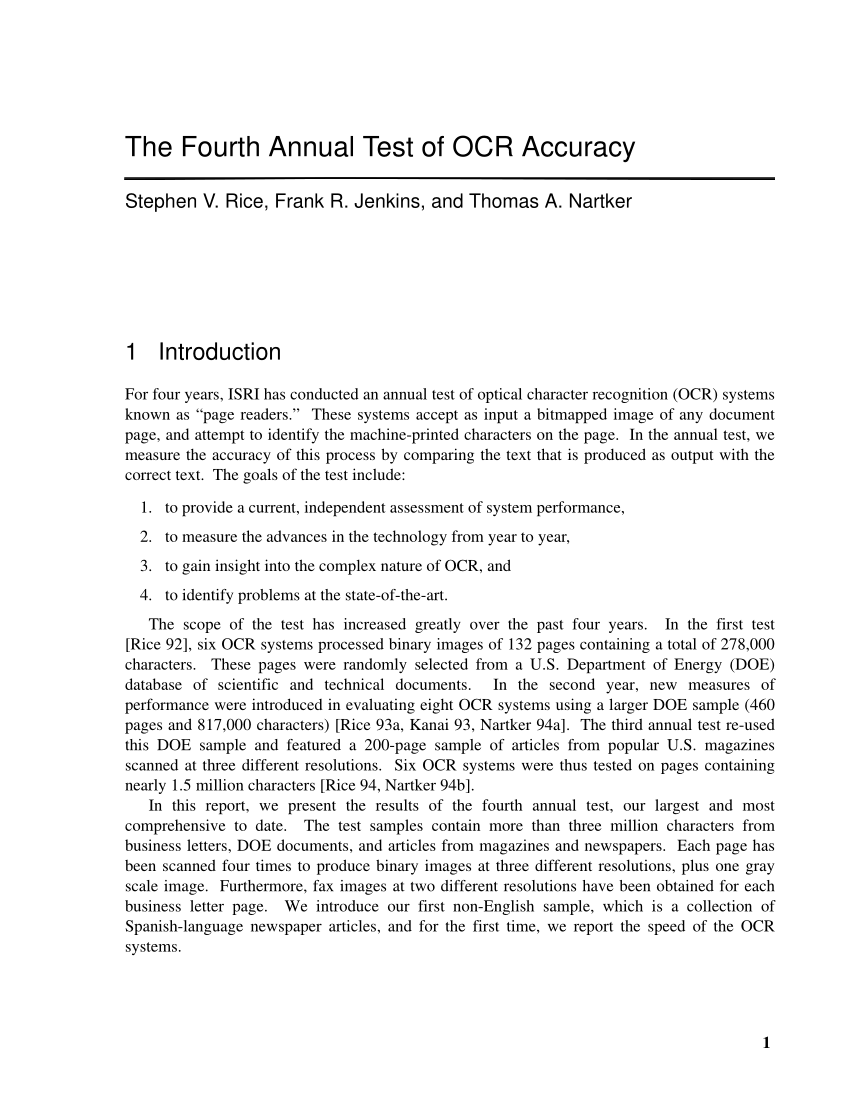 The Fourth Annual Test of OCR Accuracy
Stephen V. Rice, Frank R. Jenkins, and Thomas A. Nartker
1 Introduction
For four years, ISRI has conducted an annual test of optical character recognition (OCR) systems
known as “page readers.” These systems accept as input a bitmapped image of any document
page, and attempt to identify the machine-printed characters on the page. In the annual test, we
measure the accuracy of this process by comparing the text that is produced as output with the
correct text. The goals of the test include:
1. to provide a current, independent assessment of system performance,
2. to measure the advances in the technology from year to year,
3. to gain insight into the complex nature of OCR, and
4. to identify problems at the state-of-the-art.
The scope of the test has increased greatly over the past four years. In the first test
[Rice 92], six OCR systems processed binary images of 132 pages containing a total of 278,000
characters. These pages were randomly selected from a U.S. Department of Energy (DOE)
database of scientific and technical documents. In the second year, new measures of
performance were introduced in evaluating eight OCR systems using a larger DOE sample (460
pages and 817,000 characters) [Rice 93a, Kanai 93, Nartker 94a]. The third annual test re-used
this DOE sample and featured a 200-page sample of articles from popular U.S. magazines
scanned at three different resolutions. Six OCR systems were thus tested on pages containing
nearly 1.5 million characters [Rice 94, Nartker 94b].
In this report, we present the results of the fourth annual test, our largest and most
comprehensive to date. The test samples contain more than three million characters from
business letters, DOE documents, and articles from magazines and newspapers. Each page has
been scanned four times to produce binary images at three different resolutions, plus one gray
scale image. Furthermore, fax images at two different resolutions have been obtained for each
business letter page. We introduce our first non-English sample, which is a collection of
Spanish-language newspaper articles, and for the first time, we report the speed of the OCR
systems.
1